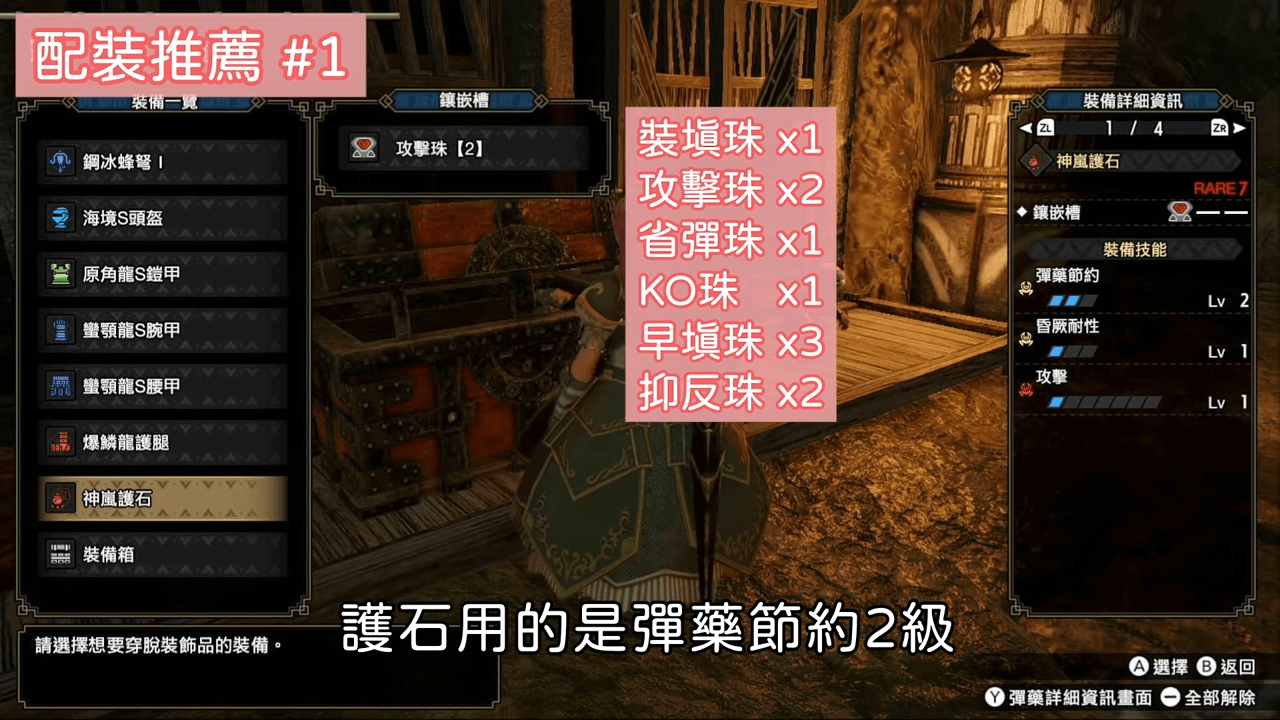 配裝推薦 #1
裝備一覽
鋼冰蜂弩 I
海境S頭盔
原角龍S鎧甲
蠻顎龍S腕甲
蠻顎龍S腰甲
爆鱗龍護腿
神嵐護石
裝備箱
鑲嵌槽
攻擊珠【2】
裝填珠 x1
攻擊珠 x2
省彈珠 x1
KO珠 x1
早填珠 x3
抑反珠 x2
裝備詳細資訊
ZL 1 / 4 ZR
神嵐護石
RARE 7
鑲嵌槽
裝備技能
彈藥節約
Lv 2
昏厥耐性
Lv 1
攻擊
Lv 1
護石用的是彈藥節約2級
請選擇想要穿脫裝飾品的裝備。
A 選擇 B 返回
Y 彈藥詳細資訊畫面 全部解除